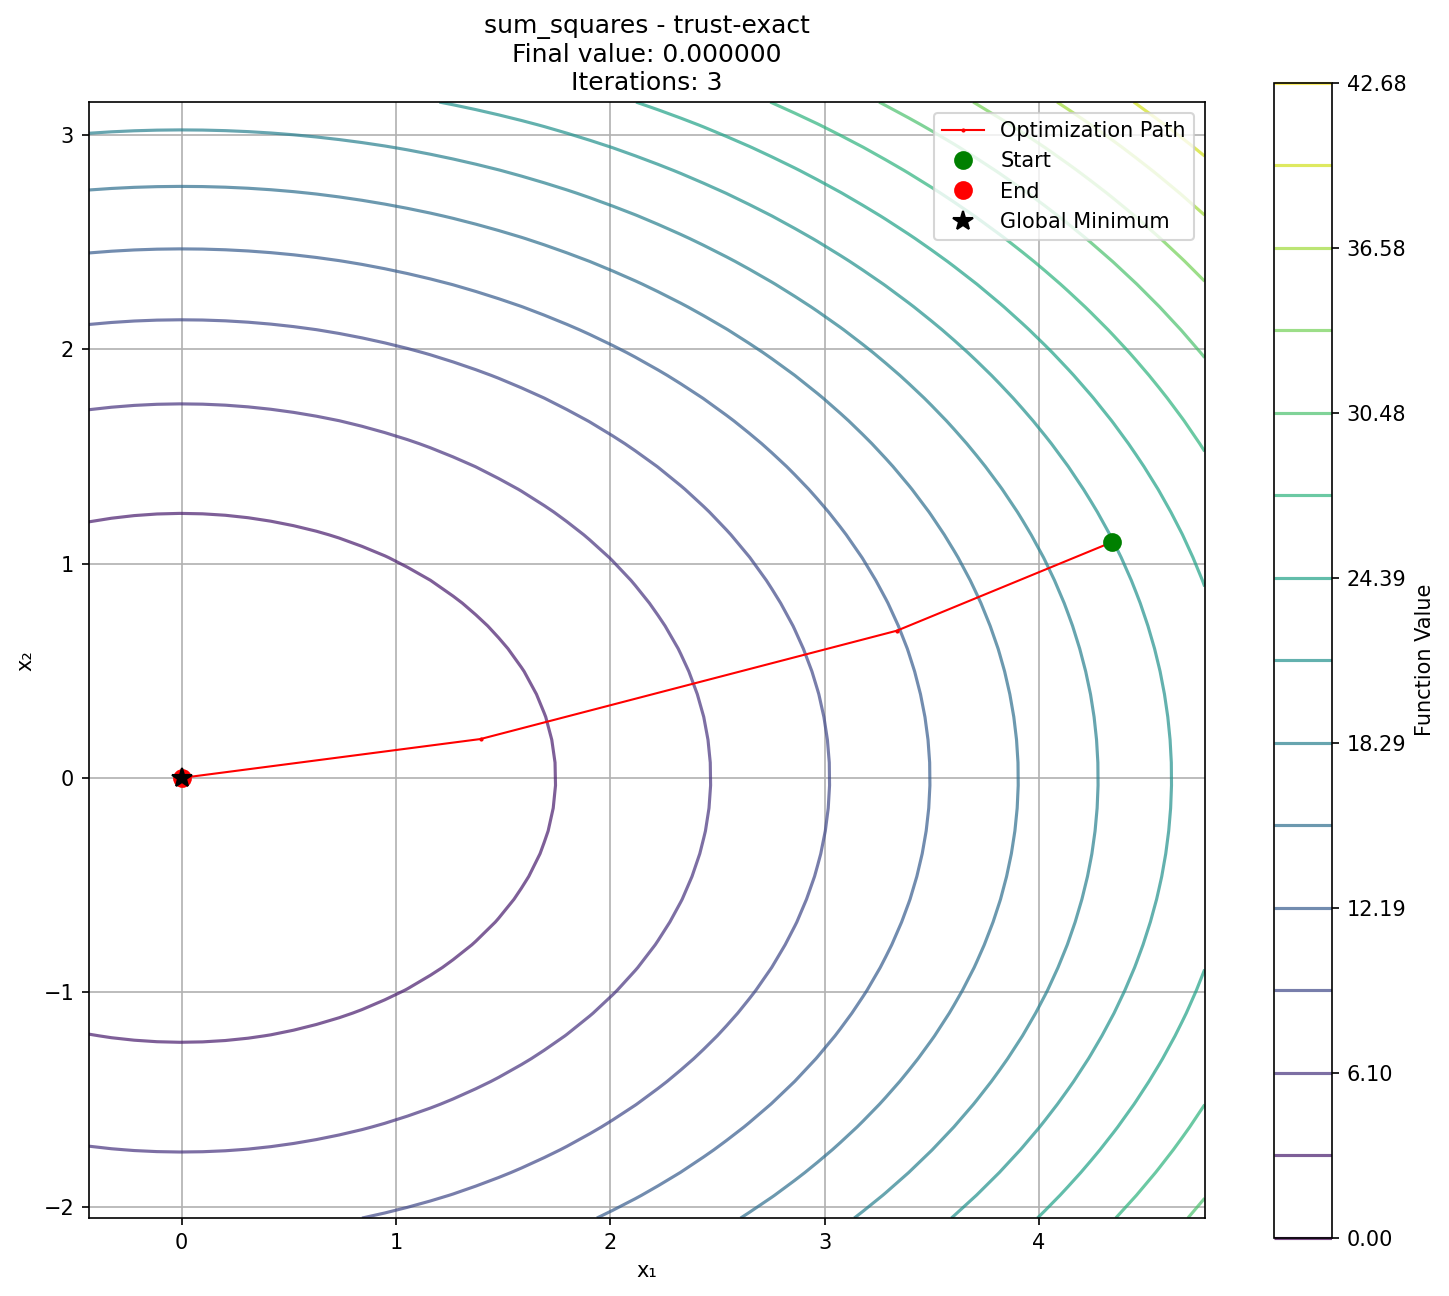 sum_squares - trust-exact
Final value: 0.000000
Iterations: 3
Optimization Path
Start
End
Global Minimum
3
2
1
0
−1
−2
x₂
0
1
2
3
4
x₁
42.68
36.58
30.48
24.39
18.29
12.19
6.10
0.00
Function Value